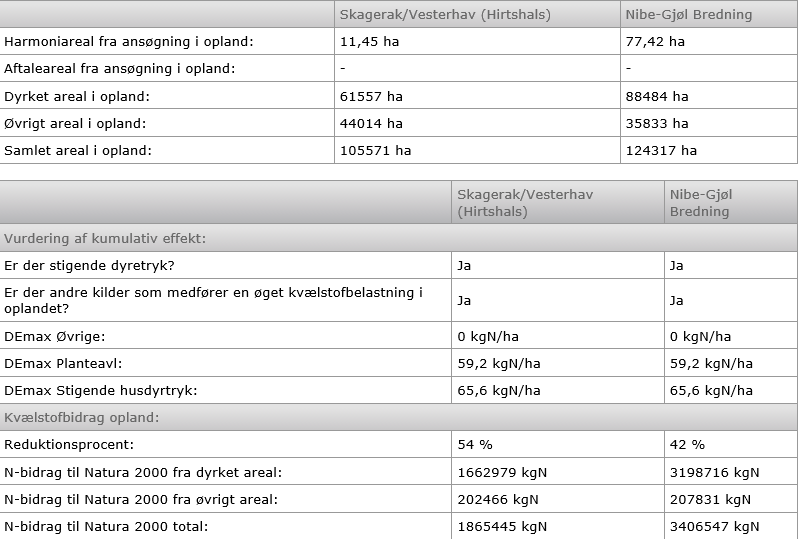 Skagerak/Vesterhav (Hirtshals) Nibe-Gjøl Bredning
Harmoniareal fra ansøgning i opland: 11,45 ha 77,42 ha
Aftaleareal fra ansøgning i opland: - -
Dyrket areal i opland: 61557 ha 88484 ha
Øvrigt areal i opland: 44014 ha 35833 ha
Samlet areal i opland: 105571 ha 124317 ha
Skagerak/Vesterhav Nibe-Gjøl
(Hirtshals) Bredning
Vurdering af kumulativ effekt:
Er der stigende dyretryk? Ja Ja
Er der andre kilder som medfører en øget kvælstofbelastning i
oplandet? Ja Ja
DEmax Øvrige: 0 kgN/ha 0 kgN/ha
DEmax Planteavl: 59,2 kgN/ha 59,2 kgN/ha
DEmax Stigende husdyrtryk: 65,6 kgN/ha 65,6 kgN/ha
Kvælstofbidrag opland:
Reduktionsprocent: 54 % 42 %
N-bidrag til Natura 2000 fra dyrket areal: 1662979 kgN 3198716 kgN
N-bidrag til Natura 2000 fra øvrigt areal: 202466 kgN 207831 kgN
N-bidrag til Natura 2000 total: 1865445 kgN 3406547 kgN